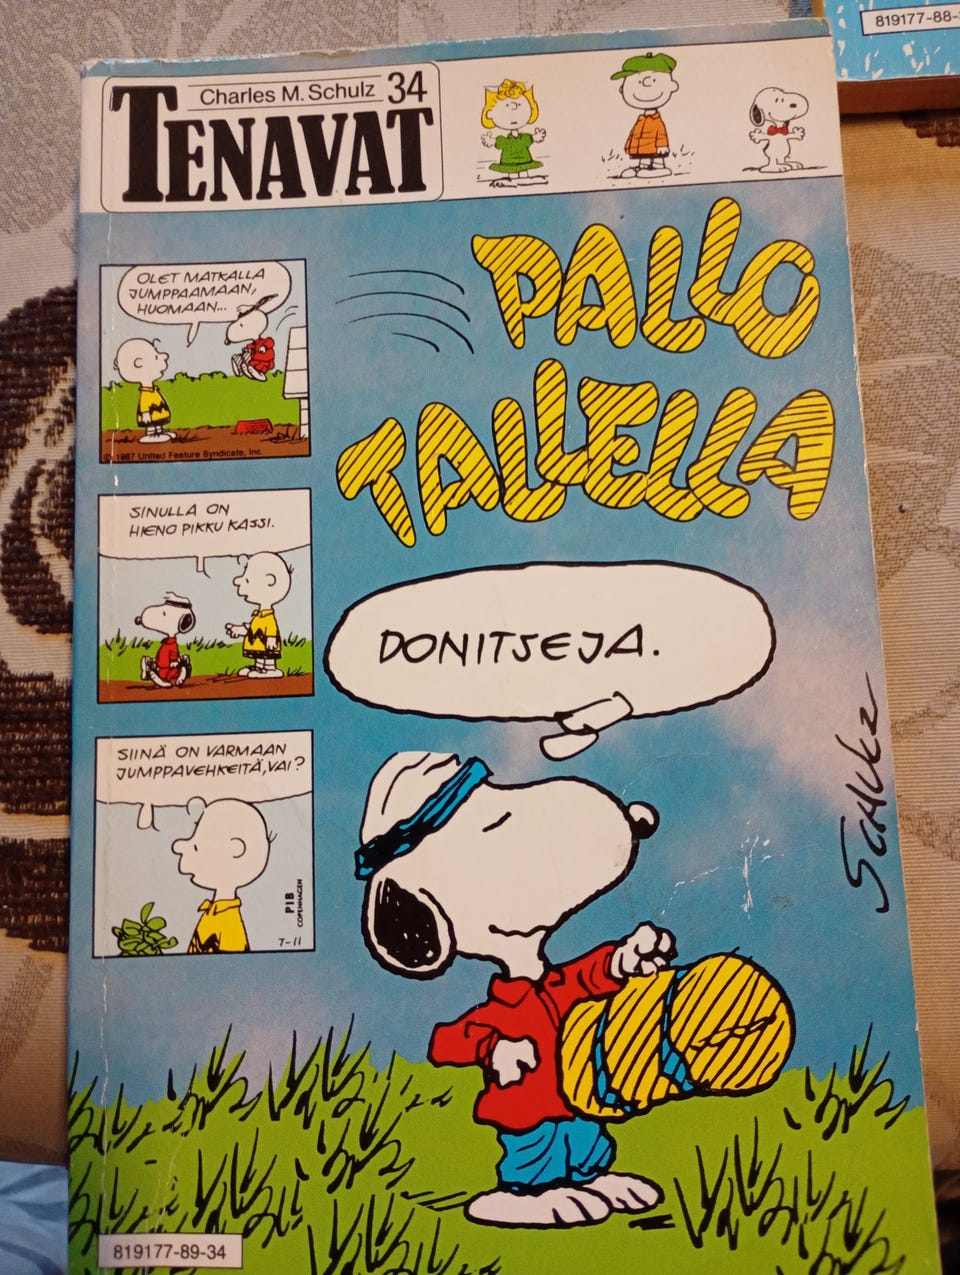 819177-88-
Charles M. Schulz 34
TENAVAT
PALLO
TALLELLA
OLET MATKALLA
JUMPPAAMAAN,
HUOMAAN...
© 1987 United Feature Syndicate, Inc.
SINULLA ON
HIENO PIKKU KASSI.
SIINÄ ON VARMAAN
JUMPPAVEHKEITÄ, VAI?
PIB
COPENHAGEN
7-11
DONITSEJA.
SCHULZ
819177-89-34